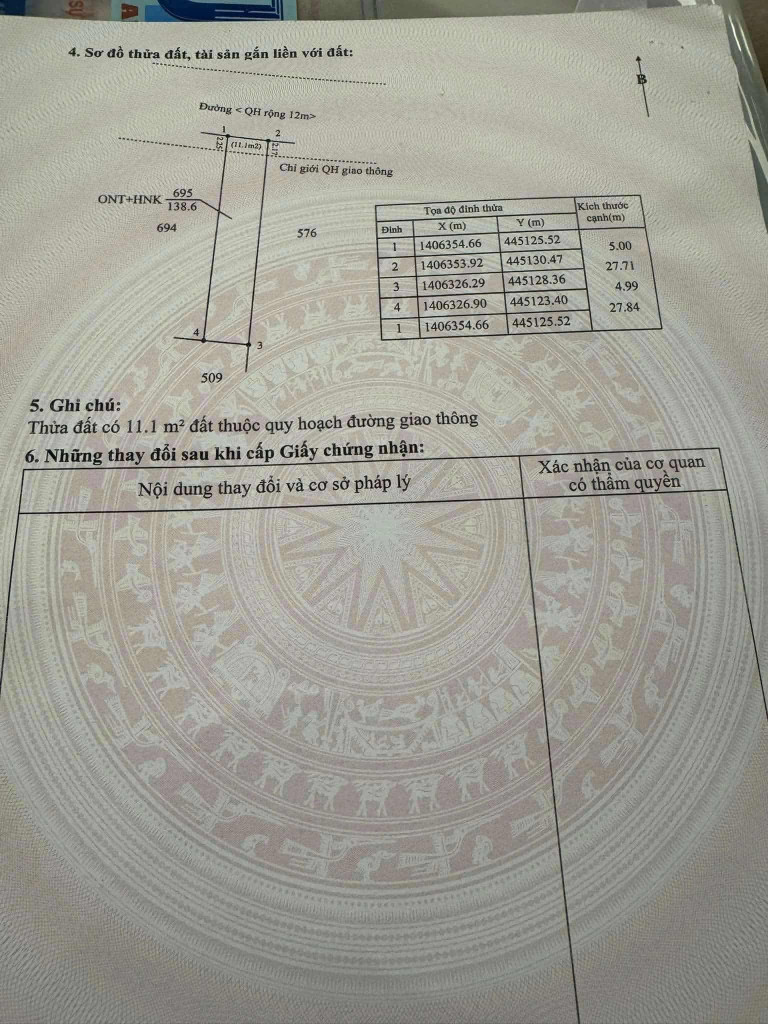 4. Sơ đồ thửa đất, tài sản gắn liền với đất:
B
Đường < QH rộng 12m>
1 2
2.25 (11.1m2) 2.17
Chỉ giới QH giao thông
ONT+HNK 695
138.6
694
576
4
3
509
Tọa độ đỉnh thửa Kích thước cạnh(m)
Đỉnh X (m) Y (m)
1 1406354.66 445125.52
5.00
2 1406353.92 445130.47
27.71
3 1406326.29 445128.36
4.99
4 1406326.90 445123.40
27.84
1 1406354.66 445125.52
5. Ghi chú:
Thửa đất có 11.1 m² đất thuộc quy hoạch đường giao thông
6. Những thay đổi sau khi cấp Giấy chứng nhận:
Nội dung thay đổi và cơ sở pháp lý
Xác nhận của cơ quan
có thẩm quyền